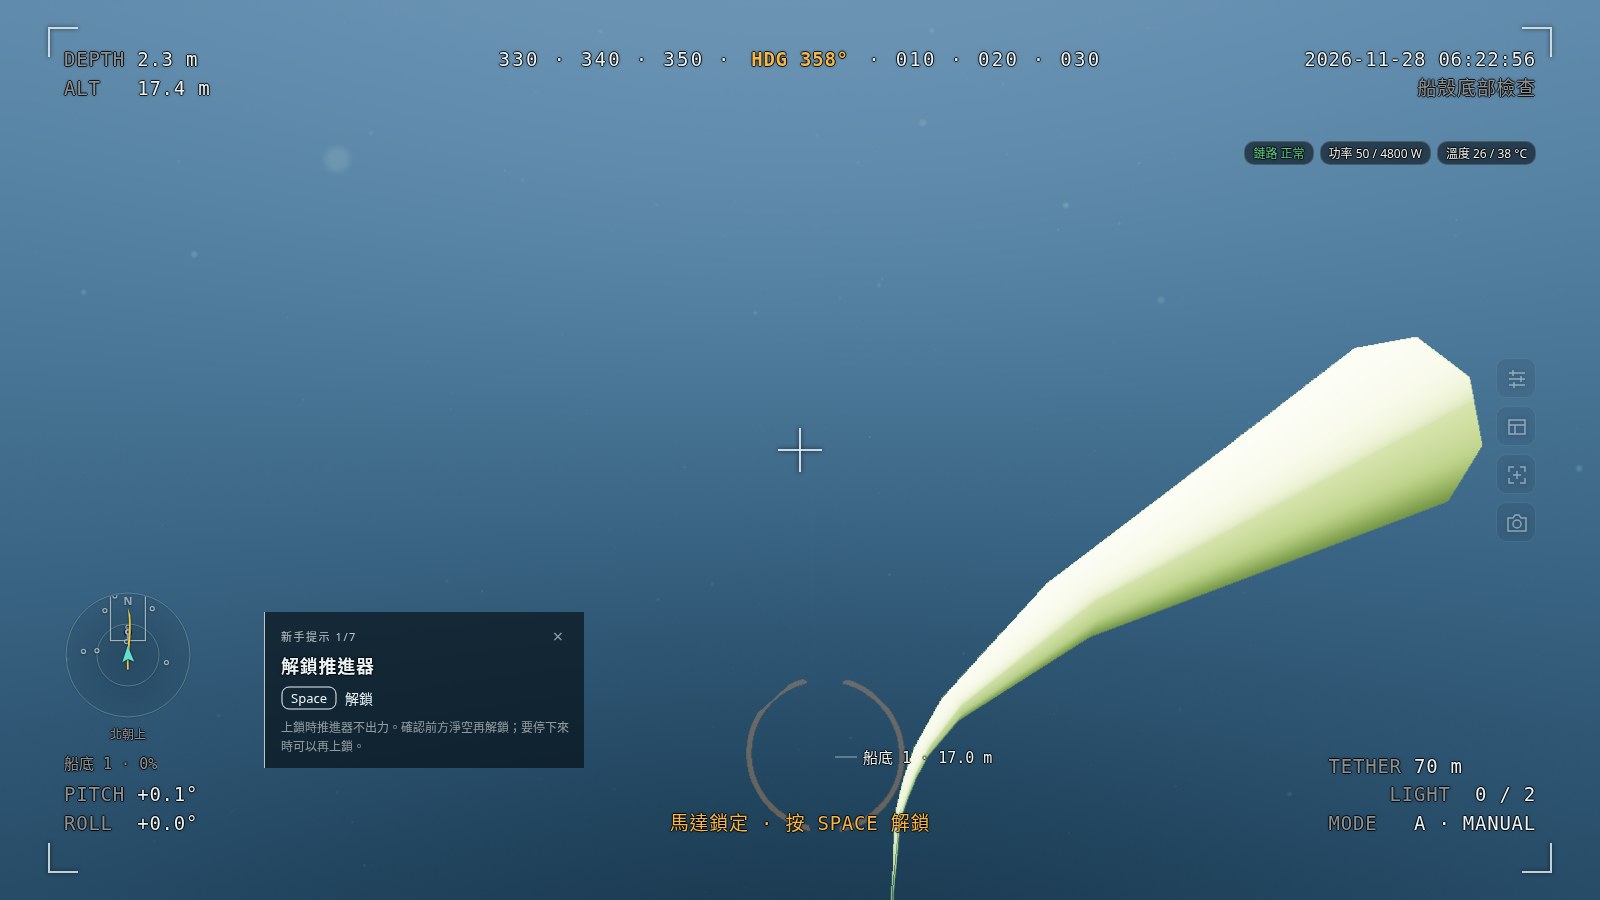 DEPTH 2.3 m
ALT 17.4 m
330 · 340 · 350 · HDG 358° · 010 · 020 · 030
2026-11-28 06:22:56
船殼底部檢查
鏈路 正常
功率 50 / 4800 W
溫度 26 / 38 °C
N
北朝上
船底 1 · 0%
PITCH +0.1°
ROLL +0.0°
新手提示 1/7
×
解鎖推進器
Space 解鎖
上鎖時推進器不出力。確認前方淨空再解鎖；要停下來
時可以再上鎖。
船底 1 · 17.0 m
馬達鎖定 · 按 SPACE 解鎖
TETHER 70 m
LIGHT 0 / 2
MODE A · MANUAL